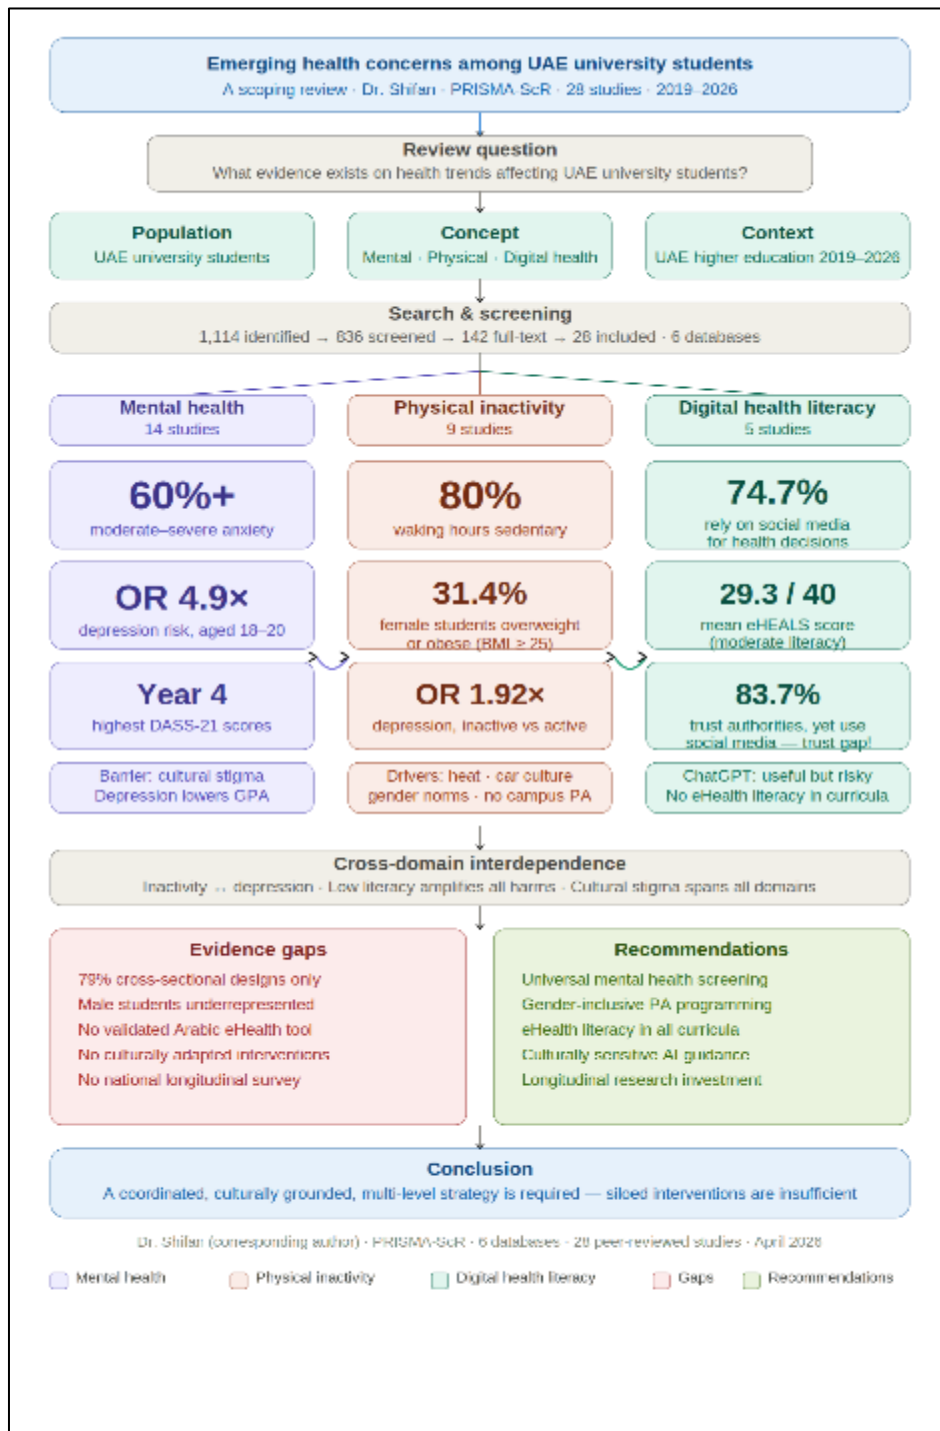 Emerging health concerns among UAE university students
A scoping review · Dr. Shifan · PRISMA-ScR · 28 studies · 2019–2026
Review question
What evidence exists on health trends affecting UAE university students?
Population
UAE university students
Concept
Mental · Physical · Digital health
Context
UAE higher education 2019–2026
Search & screening
1,114 identified → 836 screened → 142 full-text → 28 included · 6 databases
Mental health
14 studies
Physical inactivity
9 studies
Digital health literacy
5 studies
60%+
moderate–severe anxiety
80%
waking hours sedentary
74.7%
rely on social media
for health decisions
OR 4.9×
depression risk, aged 18–20
31.4%
female students overweight
or obese (BMI ≥ 25)
29.3 / 40
mean eHEALS score
(moderate literacy)
Year 4
highest DASS-21 scores
OR 1.92×
depression, inactive vs active
83.7%
trust authorities, yet use
social media — trust gap!
Barrier: cultural stigma
Depression lowers GPA
Drivers: heat · car culture
gender norms · no campus PA
ChatGPT: useful but risky
No eHealth literacy in curricula
Cross-domain interdependence
Inactivity ↔ depression · Low literacy amplifies all harms · Cultural stigma spans all domains
Evidence gaps
79% cross-sectional designs only
Male students underrepresented
No validated Arabic eHealth tool
No culturally adapted interventions
No national longitudinal survey
Recommendations
Universal mental health screening
Gender-inclusive PA programming
eHealth literacy in all curricula
Culturally sensitive AI guidance
Longitudinal research investment
Conclusion
A coordinated, culturally grounded, multi-level strategy is required — siloed interventions are insufficient
Dr. Shifan (corresponding author) · PRISMA-ScR · 6 databases · 28 peer-reviewed studies · April 2026
Mental health
Physical inactivity
Digital health literacy
Gaps
Recommendations